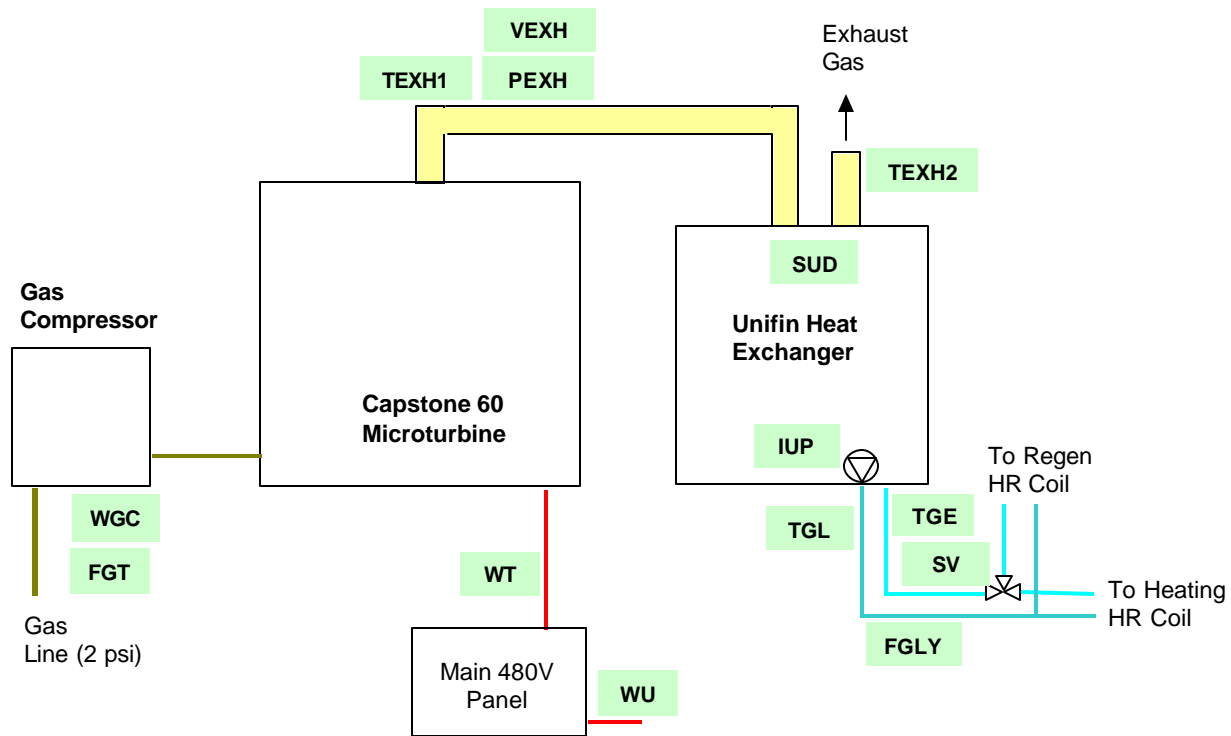 VEXH
TEXH1
PEXH
Exhaust
Gas
TEXH2
SUD
Gas
Compressor
Unifin Heat
Exchanger
Capstone 60
Microturbine
IUP
To Regen
HR Coil
WGC
TGL
TGE
FGT
WT
SV
To Heating
HR Coil
Gas
Line (2 psi)
FGLY
Main 480V
Panel
WU